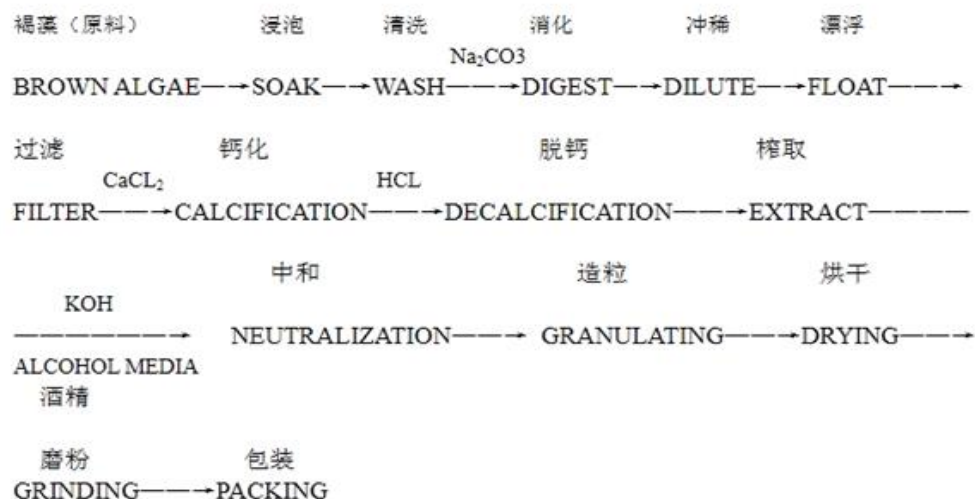 褐藻（原料） 浸泡 清洗 消化 冲稀 漂浮
Na₂CO3
BROWN ALGAE——→SOAK——→WASH———→DIGEST——→DILUTE——→FLOAT———→
过滤 钙化 脱钙 榨取
CaCL₂ HCL
FILTER———→CALCIFICATION———→DECALCIFICATION———→EXTRACT————
中和 造粒 烘干
KOH
———————→ NEUTRALIZATION———→GRANULATING———→DRYING———→
ALCOHOL MEDIA
酒精
磨粉 包装
GRINDING———→PACKING